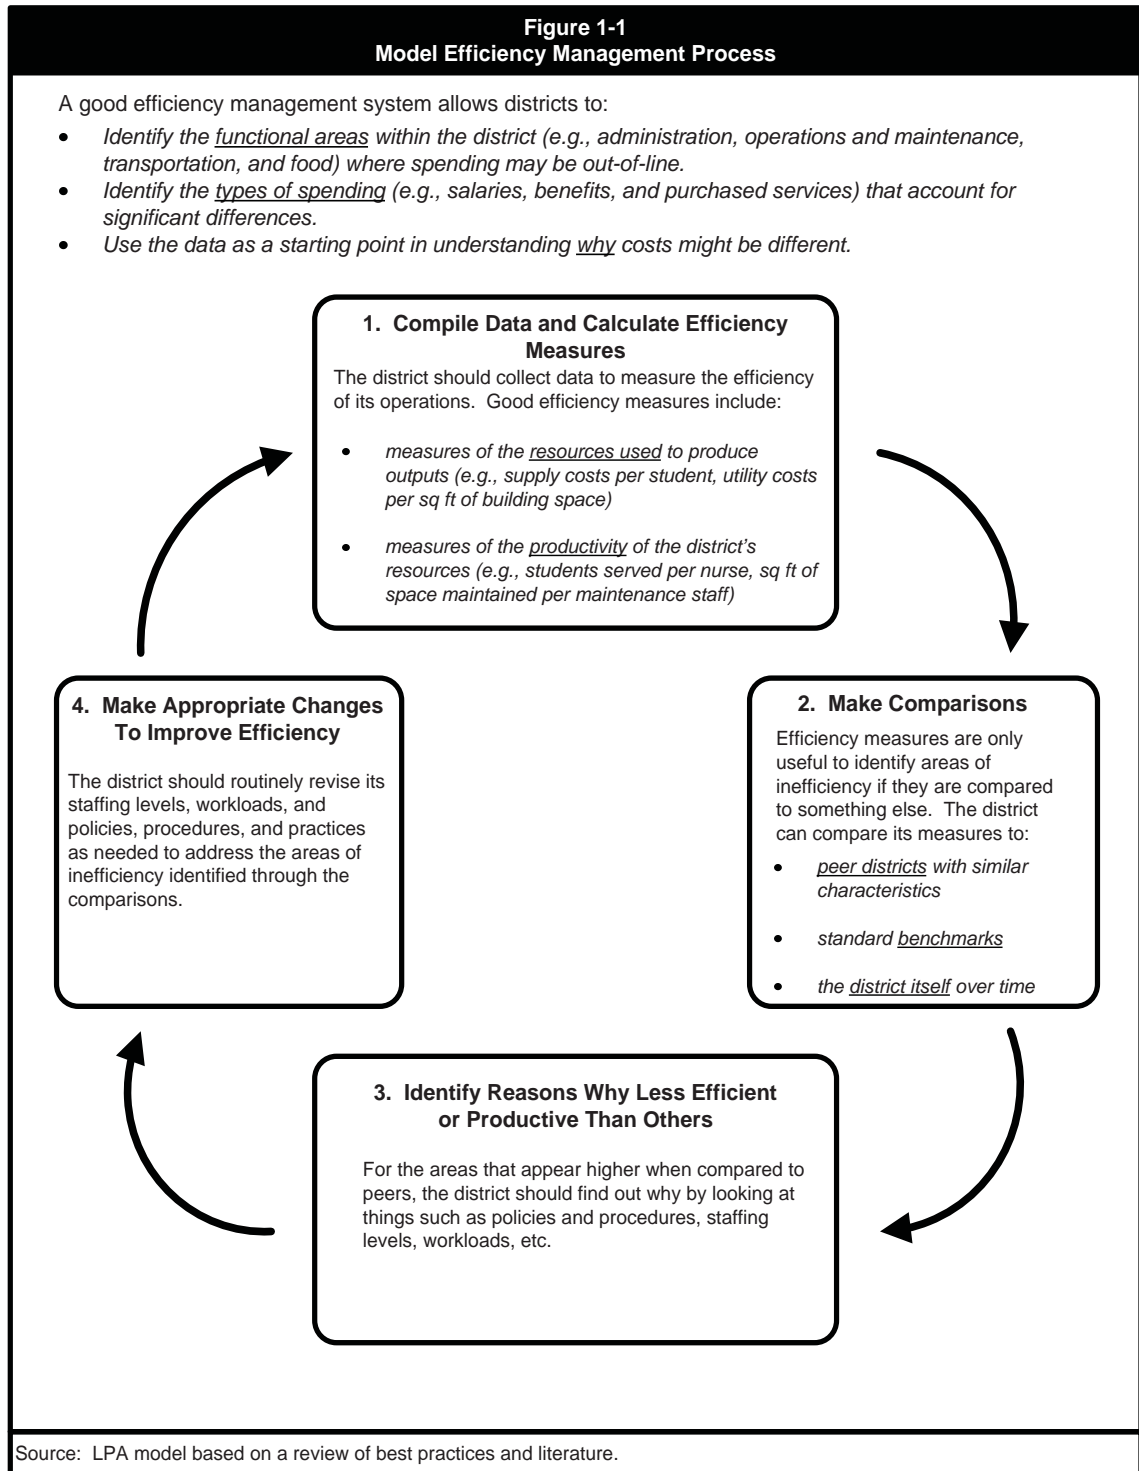 Figure 1-1
Model Efficiency Management Process
A good efficiency management system allows districts to:
• Identify the functional areas within the district (e.g., administration, operations and maintenance,
transportation, and food) where spending may be out-of-line.
• Identify the types of spending (e.g., salaries, benefits, and purchased services) that account for
significant differences.
• Use the data as a starting point in understanding why costs might be different.
1. Compile Data and Calculate Efficiency
Measures
The district should collect data to measure the efficiency
of its operations. Good efficiency measures include:
• measures of the resources used to produce
outputs (e.g., supply costs per student, utility costs
per sq ft of building space)
• measures of the productivity of the district's
resources (e.g., students served per nurse, sq ft of
space maintained per maintenance staff)
2. Make Comparisons
Efficiency measures are only
useful to identify areas of
inefficiency if they are compared
to something else. The district
can compare its measures to:
• peer districts with similar
characteristics
• standard benchmarks
• the district itself over time
3. Identify Reasons Why Less Efficient
or Productive Than Others
For the areas that appear higher when compared to
peers, the district should find out why by looking at
things such as policies and procedures, staffing
levels, workloads, etc.
4. Make Appropriate Changes
To Improve Efficiency
The district should routinely revise its
staffing levels, workloads, and
policies, procedures, and practices
as needed to address the areas of
inefficiency identified through the
comparisons.
Source: LPA model based on a review of best practices and literature.